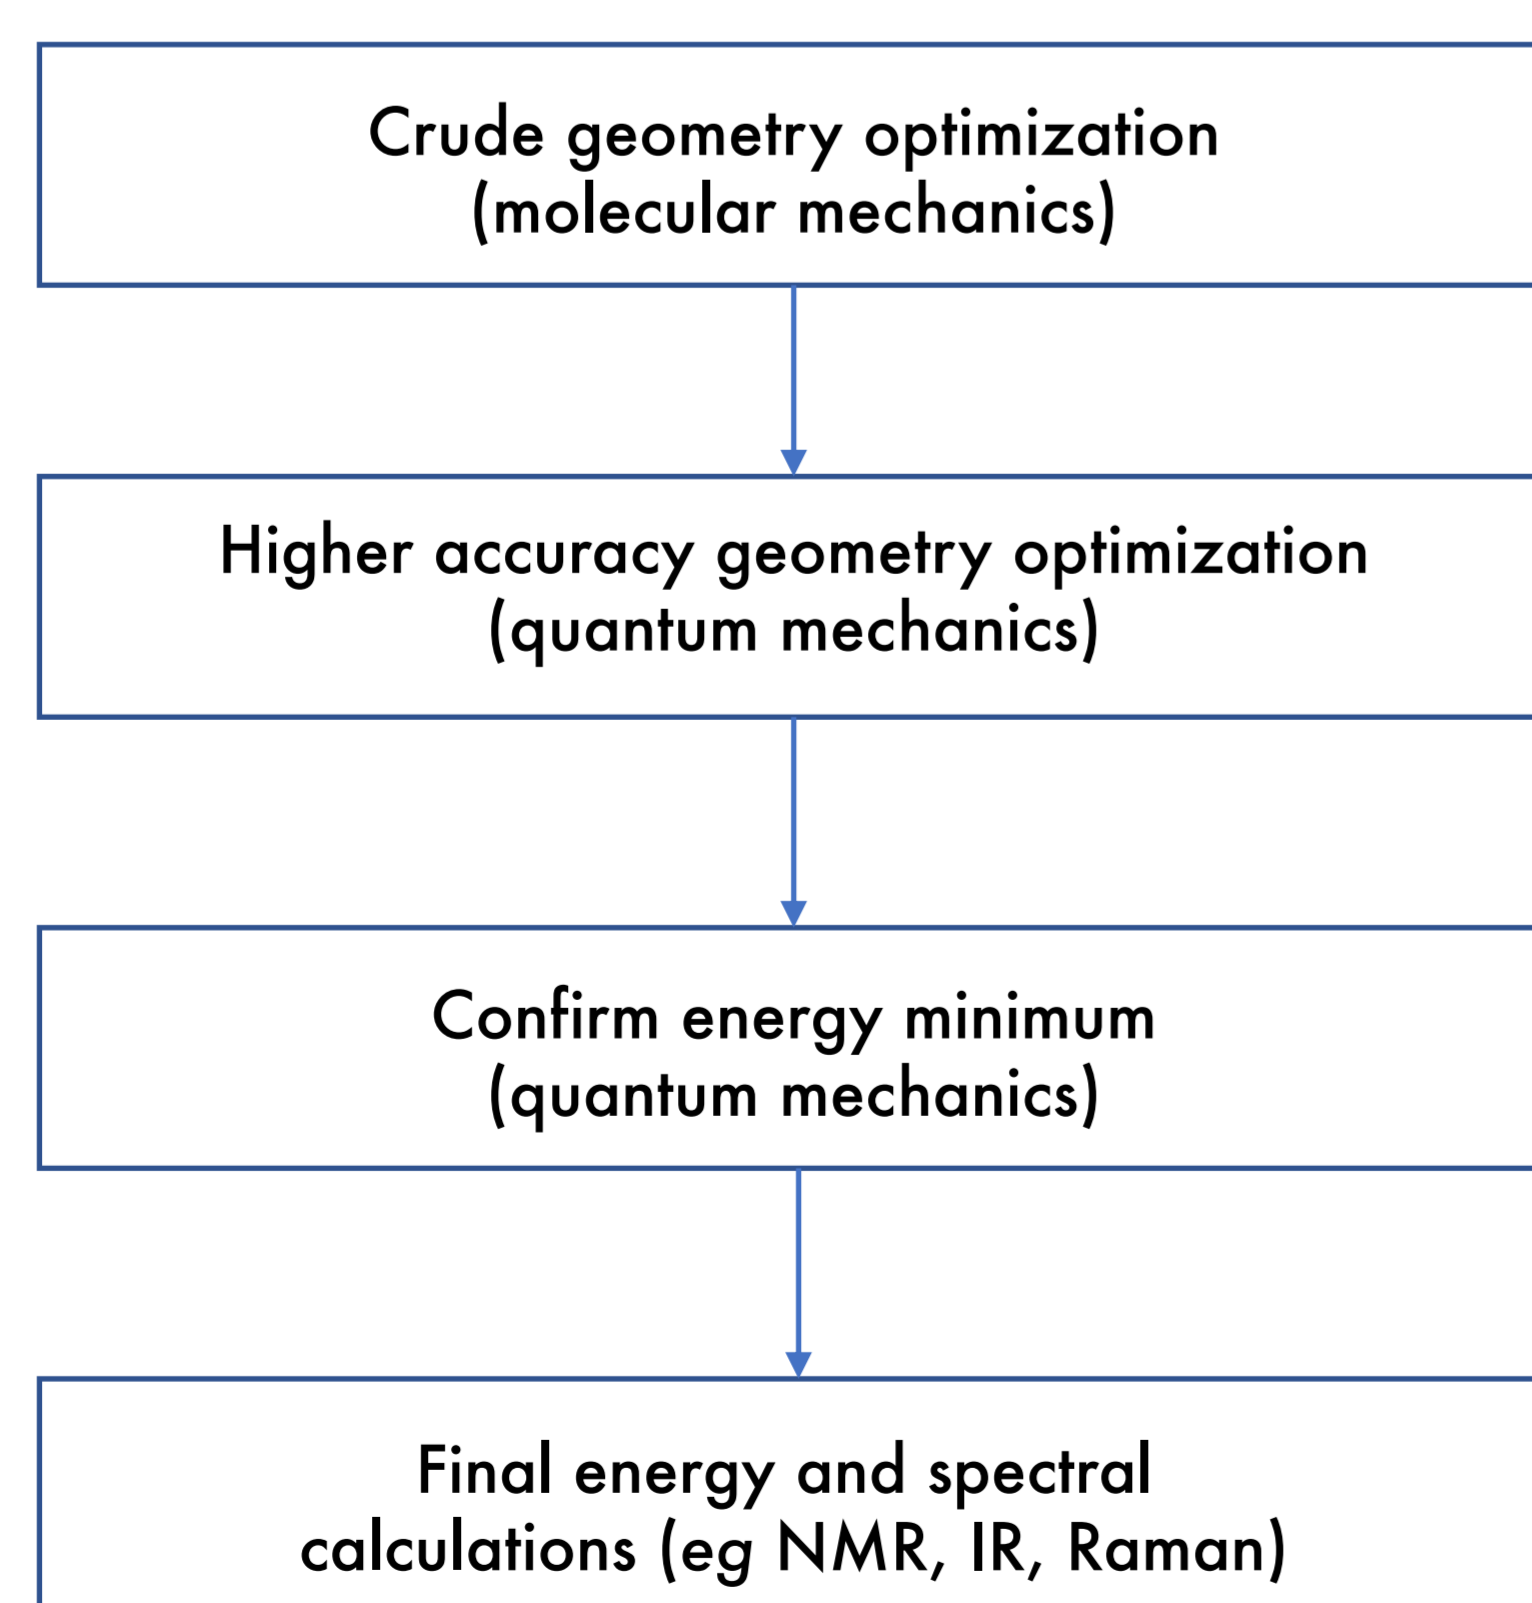 Crude geometry optimization
(molecular mechanics)
Higher accuracy geometry optimization
(quantum mechanics)
Confirm energy minimum
(quantum mechanics)
Final energy and spectral
calculations (eg NMR, IR, Raman)